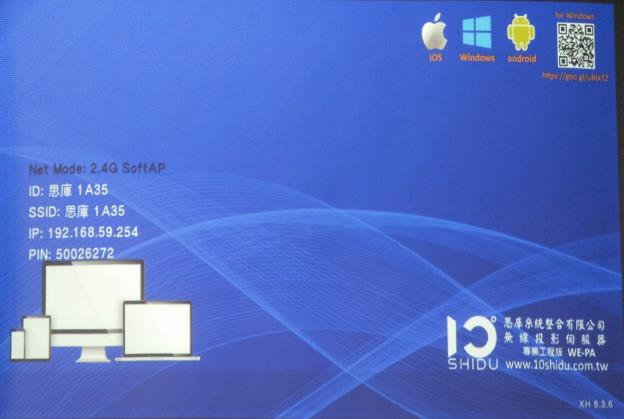 for Windows
iOS Windows android
https://goo.gl/ubtxTZ
Net Mode: 2.4G SoftAP
ID: 思庫 1A35
SSID: 思庫 1A35
IP: 192.168.59.254
PIN: 50026272
10°
SHIDU
思庫系統整合有限公司
無線投影伺服器
專業工程版 WE-PA
www.10shidu.com.tw
XH 8.3.6